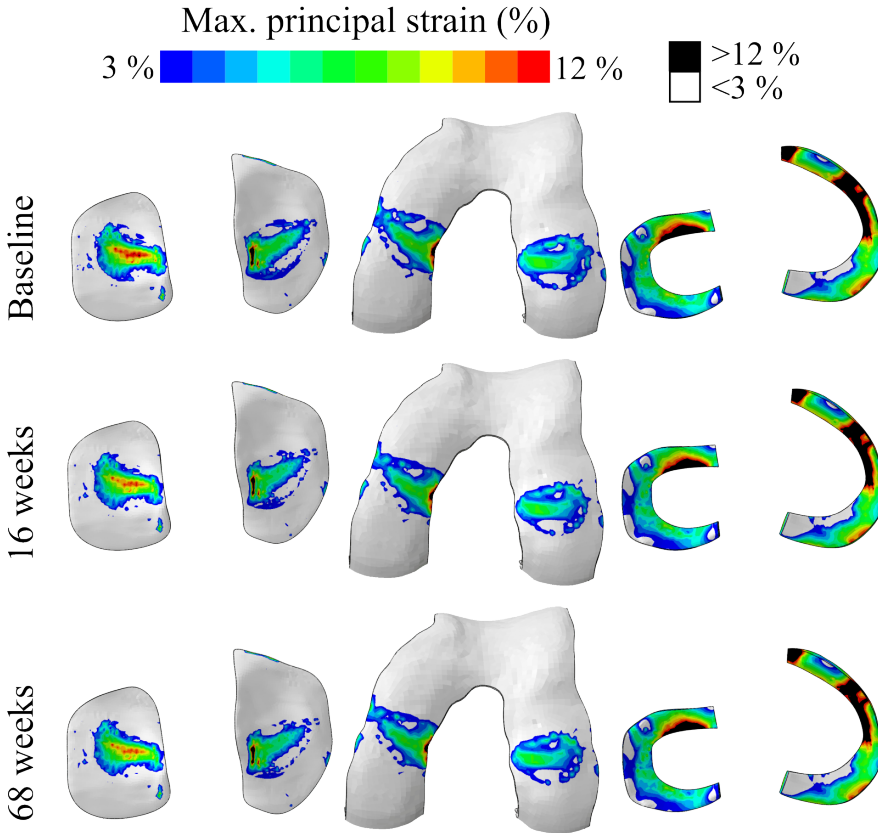 Max. principal strain (%)
3 %
12 %
>12 %
<3 %
Baseline
16 weeks
68 weeks